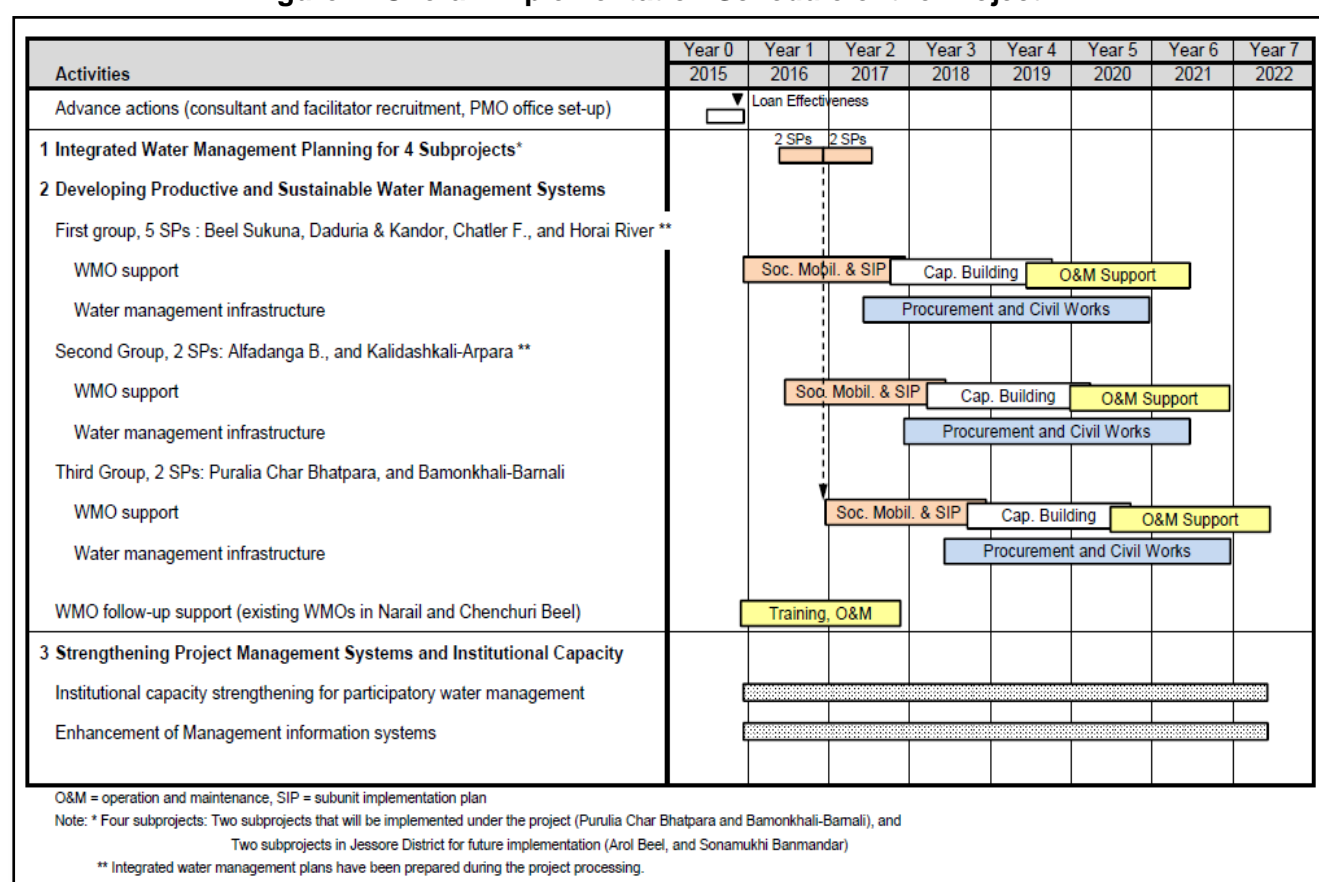 Year 0 Year 1 Year 2 Year 3 Year 4 Year 5 Year 6 Year 7
Activities 2015 2016 2017 2018 2019 2020 2021 2022
Advance actions (consultant and facilitator recruitment, PMO office set-up) Loan Effectiveness
2 SPs 2 SPs
1 Integrated Water Management Planning for 4 Subprojects*
2 Developing Productive and Sustainable Water Management Systems
First group, 5 SPs : Beel Sukuna, Daduria & Kandor, Chatler F., and Horai River **
WMO support Soc. Mobil. & SIP Cap. Building O&M Support
Water management infrastructure Procurement and Civil Works
Second Group, 2 SPs: Alfadanga B., and Kalidashkali-Arpara **
WMO support Soc. Mobil. & SIP Cap. Building O&M Support
Water management infrastructure Procurement and Civil Works
Third Group, 2 SPs: Puralia Char Bhatpara, and Bamonkhali-Barnali
WMO support Soc. Mobil. & SIP Cap. Building O&M Support
Water management infrastructure Procurement and Civil Works
WMO follow-up support (existing WMOs in Narail and Chenchuri Beel) Training, O&M
3 Strengthening Project Management Systems and Institutional Capacity
Institutional capacity strengthening for participatory water management
Enhancement of Management information systems
O&M = operation and maintenance, SIP = subunit implementation plan
Note: * Four subprojects: Two subprojects that will be implemented under the project (Purulia Char Bhatpara and Bamonkhali-Barnali), and
Two subprojects in Jessore District for future implementation (Arol Beel, and Sonamukhi Banmandar)
** Integrated water management plans have been prepared during the project processing.